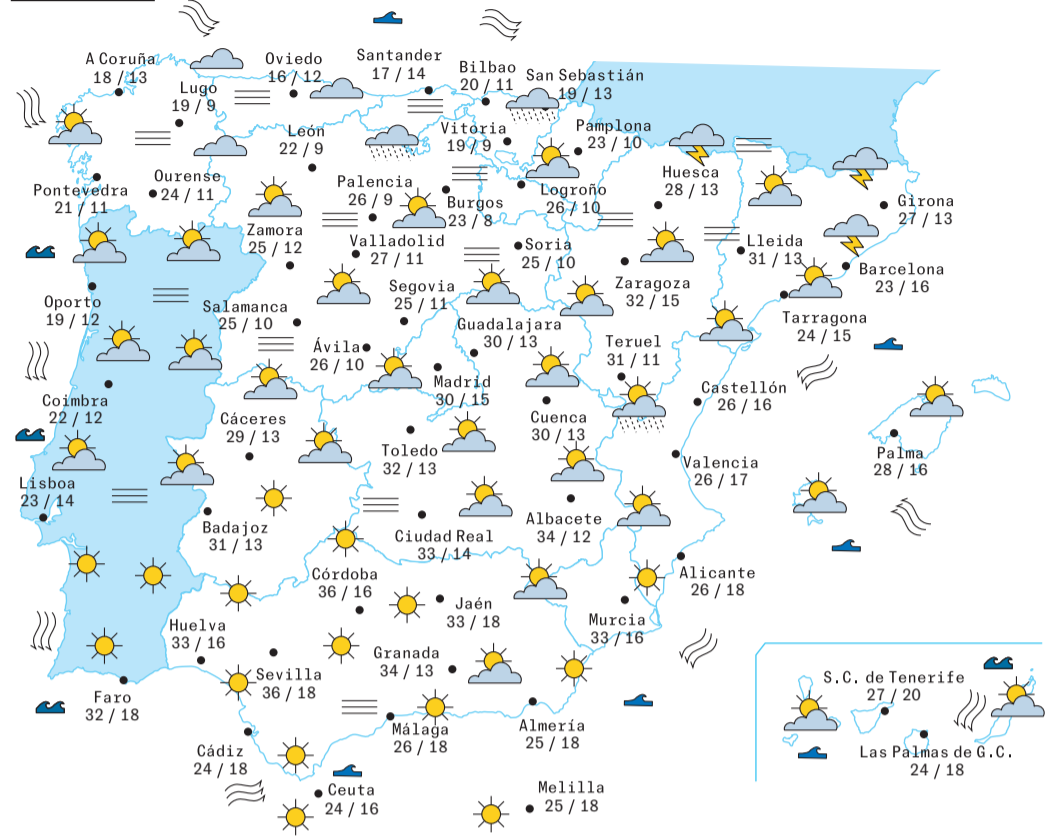 A Coruña
18 / 13
Lugo
19 / 9
Oviedo
16 / 12
Santander
17 / 14
Bilbao
20 / 11
San Sebastián
19 / 13
León
22 / 9
Vitoria
19 / 9
Pamplona
23 / 10
Pontevedra
21 / 11
Ourense
24 / 11
Palencia
26 / 9
Burgos
23 / 8
Logroño
26 / 10
Huesca
28 / 13
Girona
27 / 13
Zamora
25 / 12
Valladolid
27 / 11
Soria
25 / 10
Lleida
31 / 13
Barcelona
23 / 16
Oporto
19 / 12
Salamanca
25 / 10
Segovia
25 / 11
Zaragoza
32 / 15
Tarragona
24 / 15
Guadalajara
30 / 13
Ávila
26 / 10
Teruel
31 / 11
Madrid
30 / 15
Coimbra
22 / 12
Castellón
26 / 16
Cáceres
29 / 13
Cuenca
30 / 13
Toledo
32 / 13
Palma
28 / 16
Valencia
26 / 17
Lisboa
23 / 14
Badajoz
31 / 13
Ciudad Real
33 / 14
Albacete
34 / 12
Córdoba
36 / 16
Alicante
26 / 18
Jaén
33 / 18
Murcia
33 / 16
Huelva
33 / 16
Granada
34 / 13
Sevilla
36 / 18
S.C. de Tenerife
27 / 20
Faro
32 / 18
Málaga
26 / 18
Almería
25 / 18
Cádiz
24 / 18
Las Palmas de G.C.
24 / 18
Ceuta
24 / 16
Melilla
25 / 18